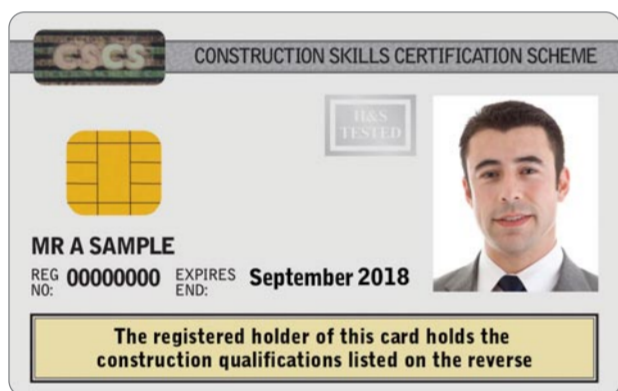 CSCS
CONSTRUCTION SKILLS CERTIFICATION SCHEME
H&S
TESTED
MR A SAMPLE
REG NO: 00000000 EXPIRES END: September 2018
The registered holder of this card holds the
construction qualifications listed on the reverse